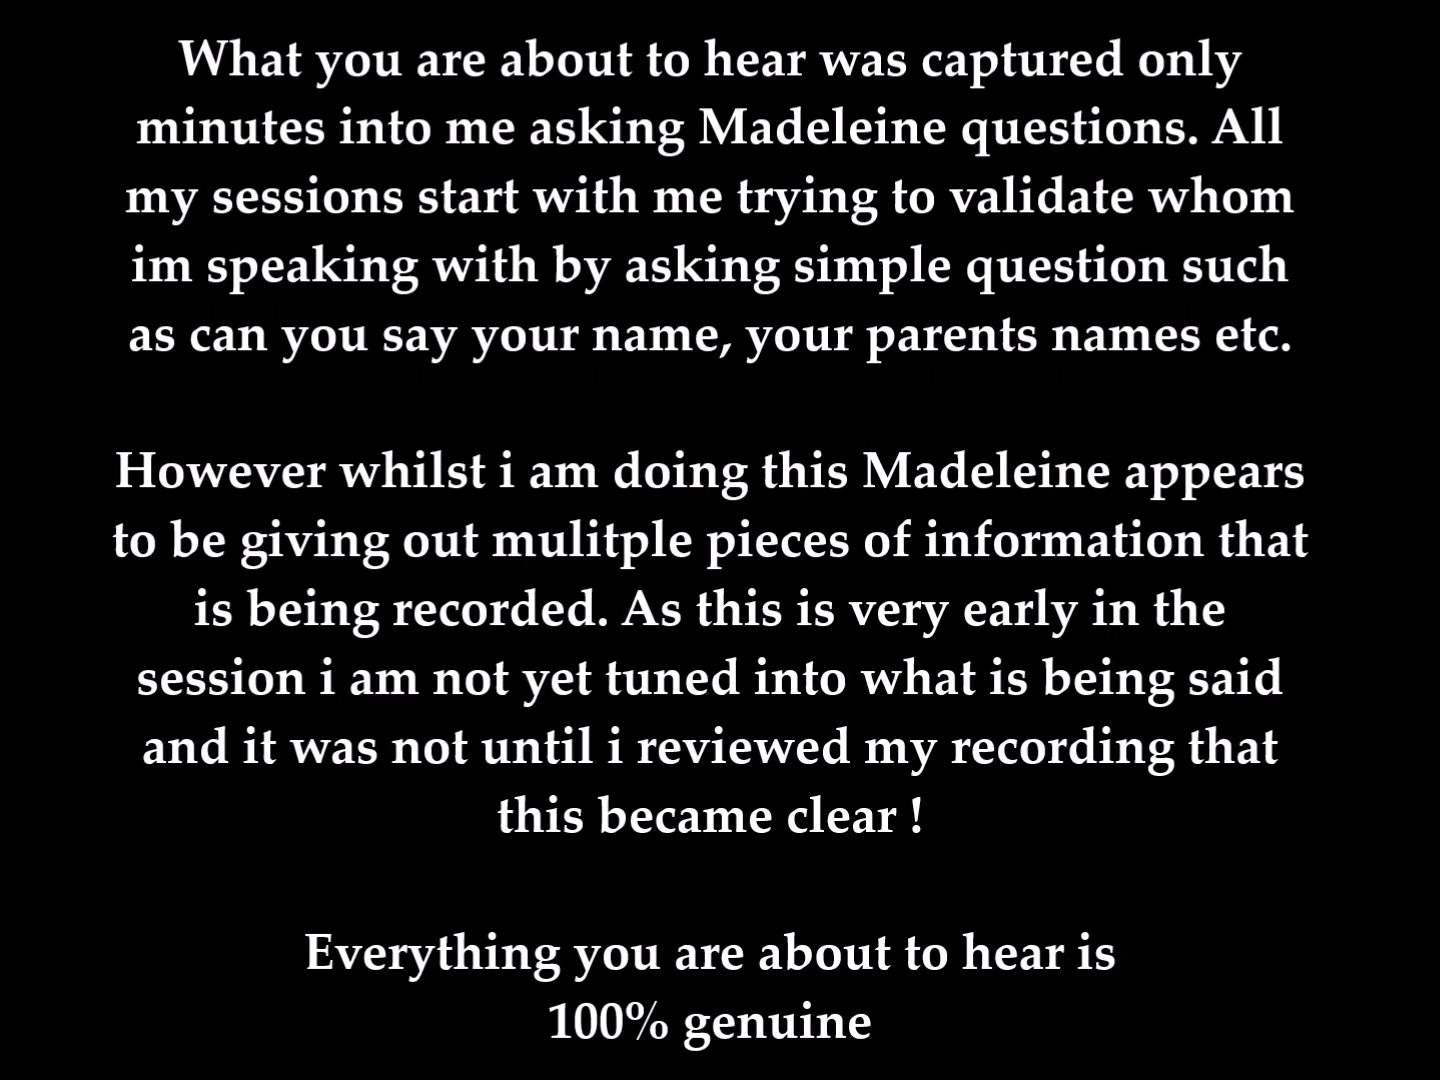 What you are about to hear was captured only
minutes into me asking Madeleine questions. All
my sessions start with me trying to validate whom
im speaking with by asking simple question such
as can you say your name, your parents names etc.
However whilst i am doing this Madeleine appears
to be giving out mulitple pieces of information that
is being recorded. As this is very early in the
session i am not yet tuned into what is being said
and it was not until i reviewed my recording that
this became clear !
Everything you are about to hear is
100% genuine